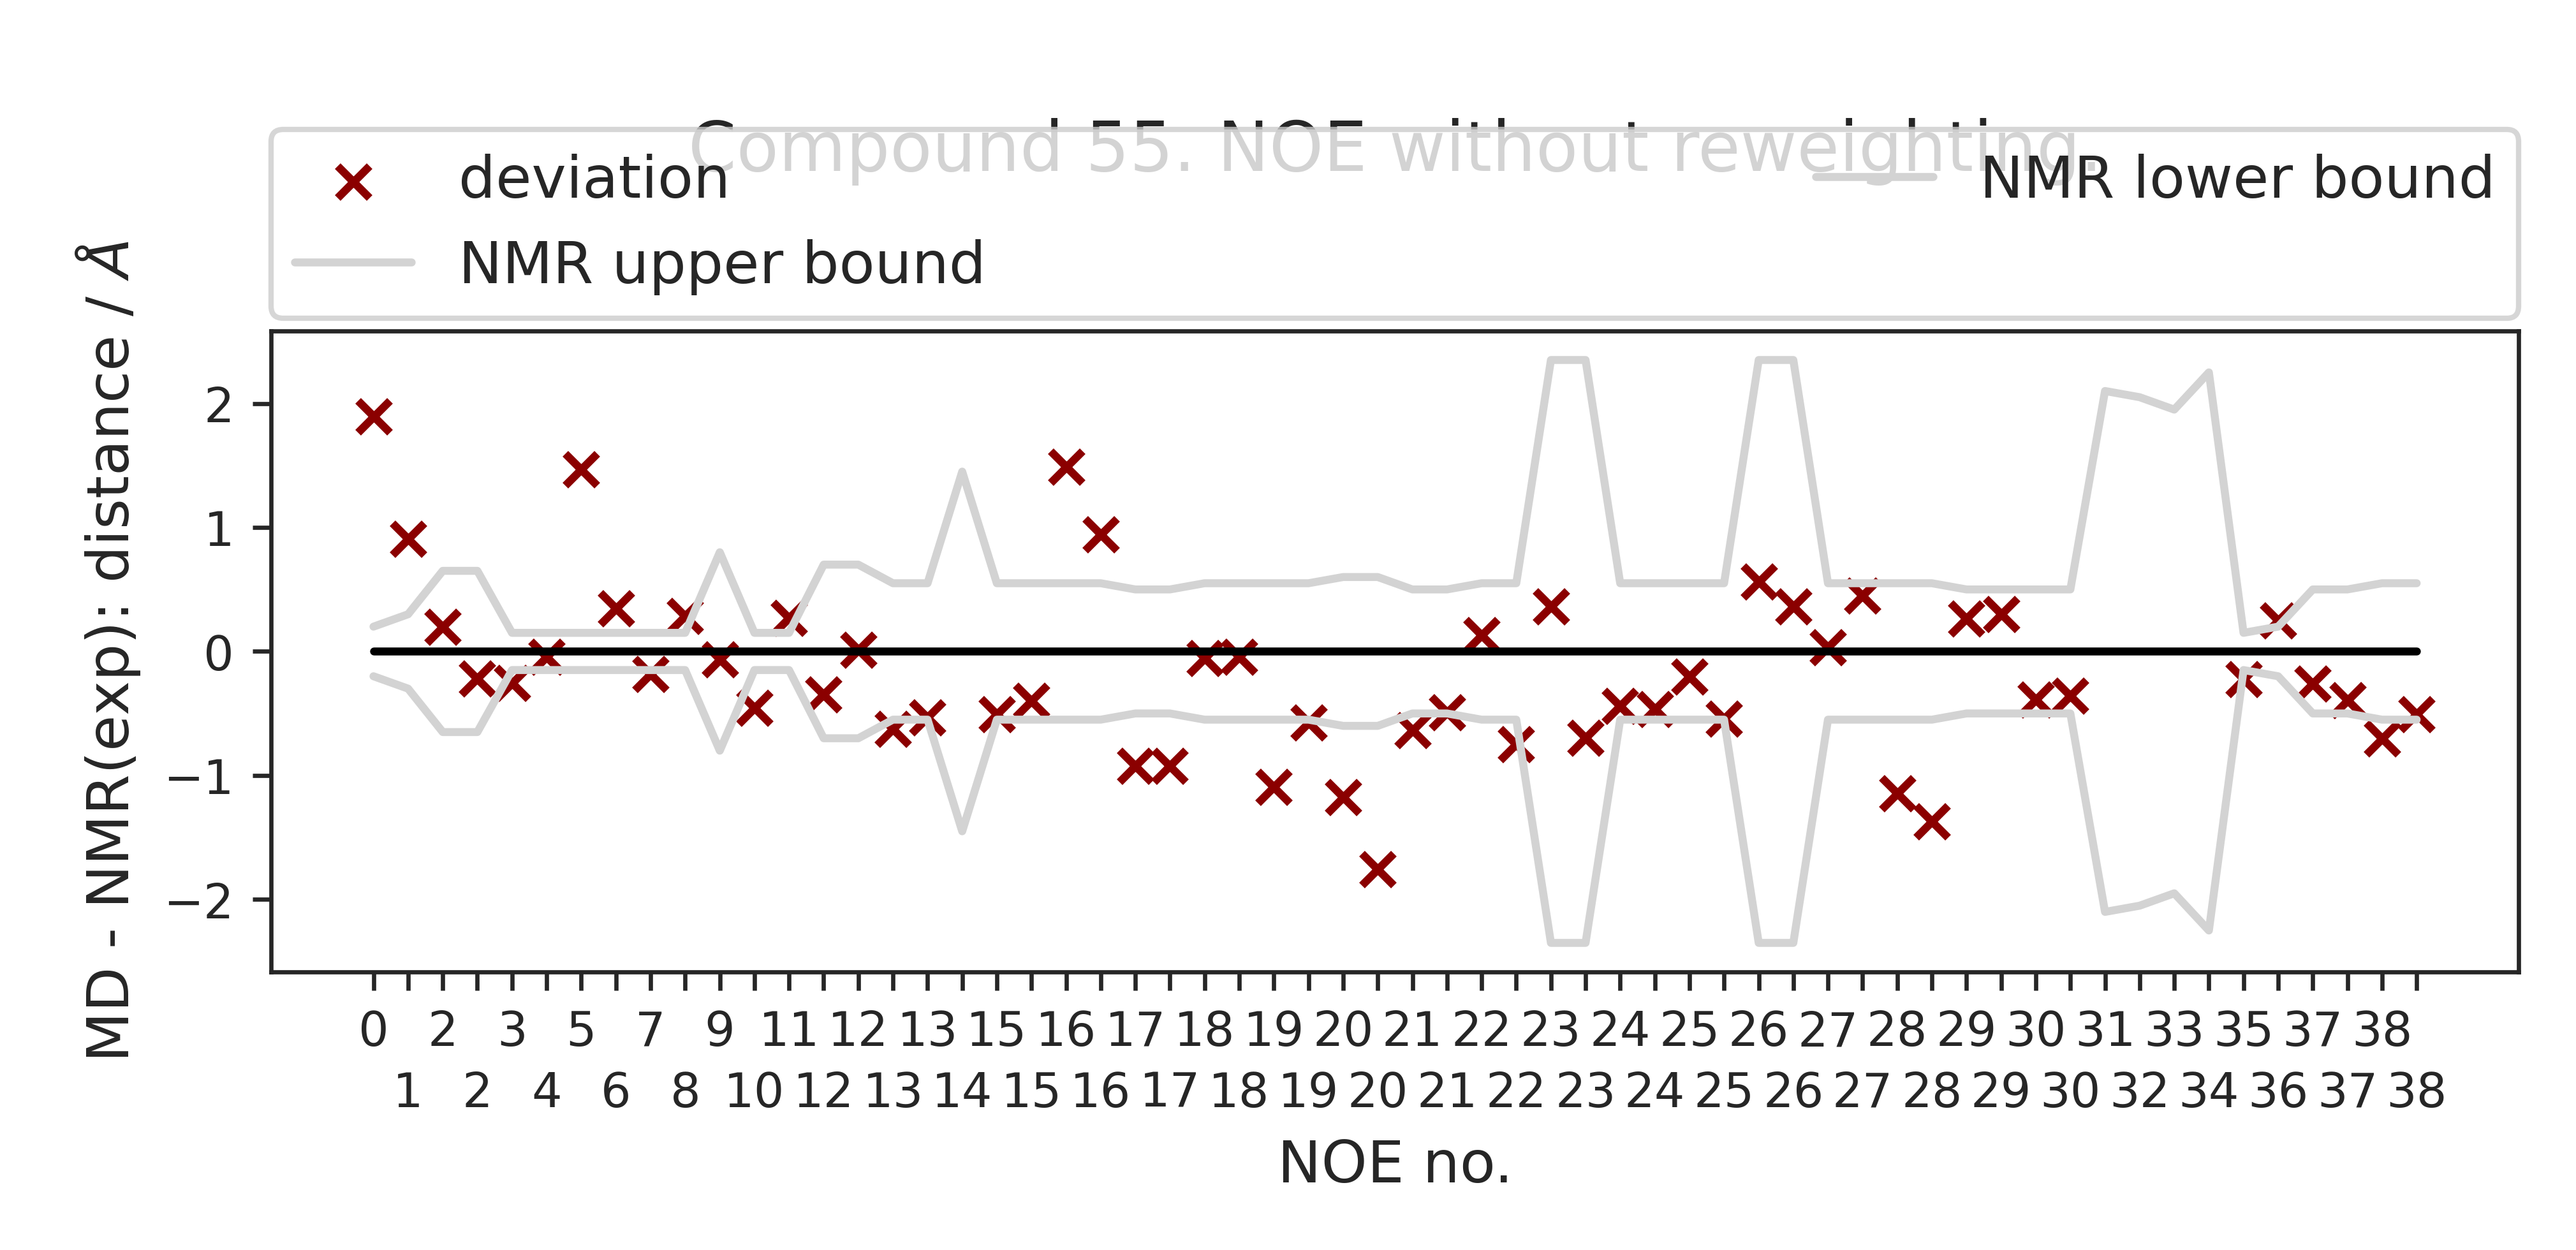 Compound 55. NOE without reweighting.
deviation
NMR lower bound
NMR upper bound
MD - NMR(exp): distance / Å
2
1
0
−1
−2
0 2 3 5 7 9 11 12 13 15 16 17 18 19 20 21 22 23 24 25 26 27 28 29 30 31 33 35 37 38
1 2 4 6 8 10 12 13 14 15 16 17 18 19 20 21 22 23 24 25 26 27 28 29 30 32 34 36 37 38
NOE no.